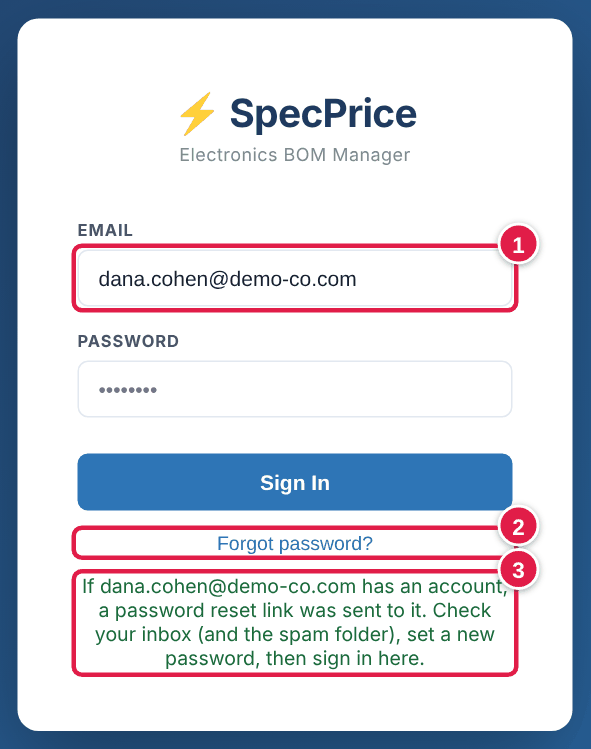 ⚡ SpecPrice
Electronics BOM Manager
EMAIL
1
dana.cohen@demo-co.com
PASSWORD
••••••••
Sign In
2
Forgot password?
3
If dana.cohen@demo-co.com has an account,
a password reset link was sent to it. Check
your inbox (and the spam folder), set a new
password, then sign in here.